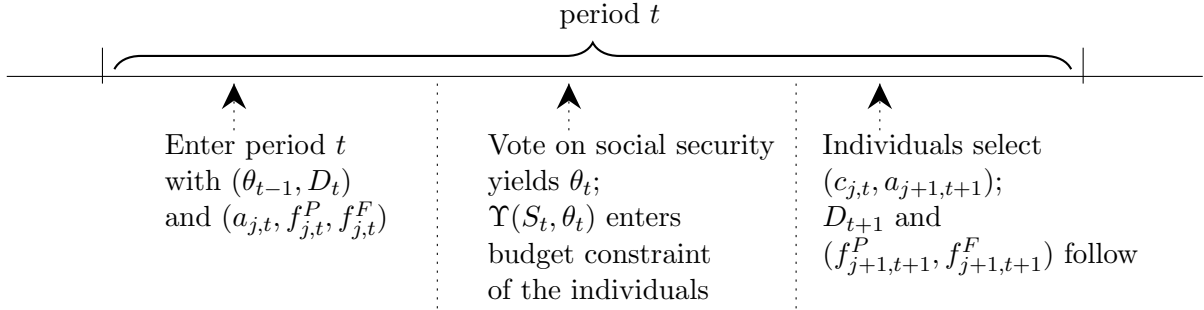 period t
Enter period t
with (θ_{t−1}, D_t)
and (a_{j,t}, f^P_{j,t}, f^F_{j,t})
Vote on social security
yields θ_t;
Υ(S_t, θ_t) enters
budget constraint
of the individuals
Individuals select
(c_{j,t}, a_{j+1,t+1});
D_{t+1} and
(f^P_{j+1,t+1}, f^F_{j+1,t+1}) follow